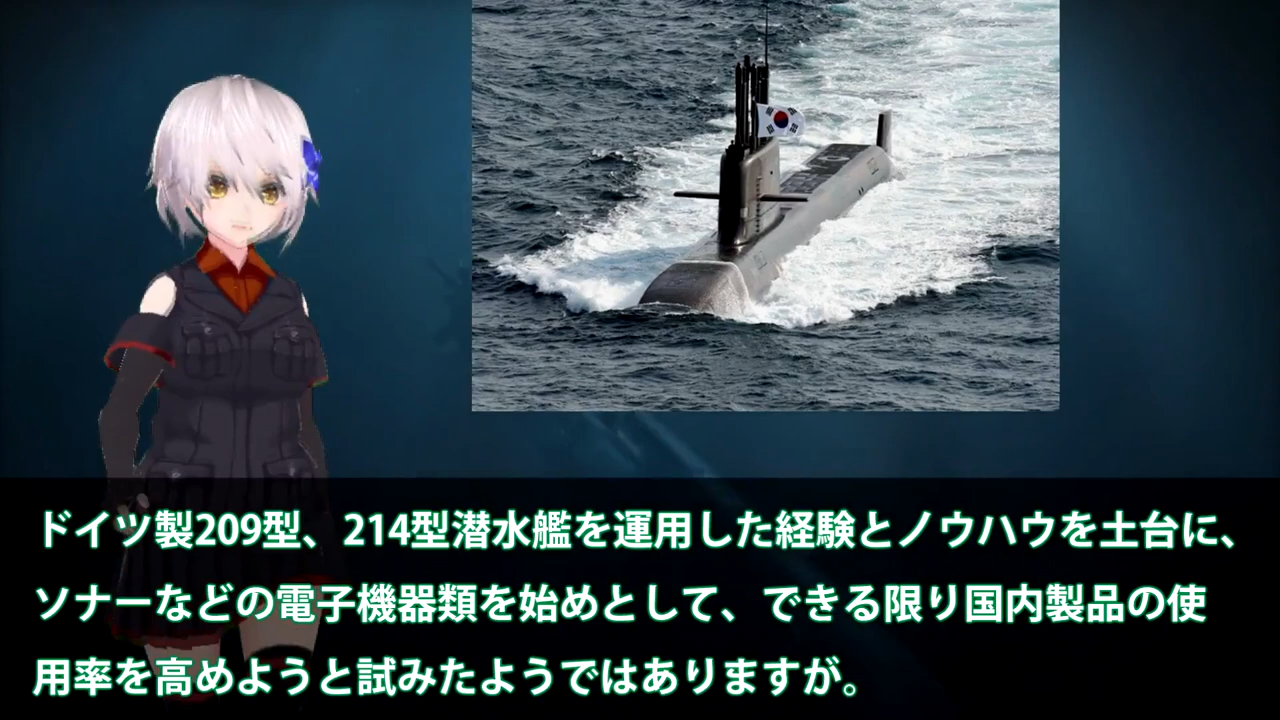 ドイツ製209型、214型潜水艦を運用した経験とノウハウを土台に、
ソナーなどの電子機器類を始めとして、できる限り国内製品の使
用率を高めようと試みたようではありますが。